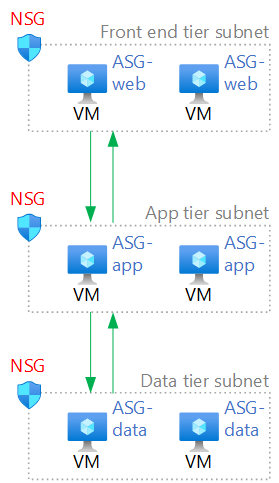 Front end tier subnet
NSG
ASG-
web
VM
ASG-
web
VM
App tier subnet
NSG
ASG-
app
VM
ASG-
app
VM
Data tier subnet
NSG
ASG-
data
VM
ASG-
data
VM